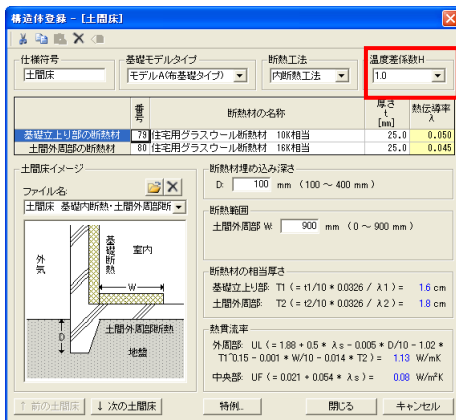 構造体登録 - [土間床]
仕様符号
土間床
基礎モデルタイプ
モデルA(布基礎タイプ)
断熱工法
内断熱工法
温度差係数H
1.0
番号
断熱材の名称
厚さ t [mm]
熱伝導率 λ
基礎立上り部の断熱材 79 住宅用グラスウール断熱材 10K相当 25.0 0.050
土間外周部の断熱材 80 住宅用グラスウール断熱材 16K相当 25.0 0.045
土間床イメージ
ファイル名:
土間床 基礎内断熱・土間外周部断
外気
基礎断熱
室内
W
D
土間外周部断熱
地盤
断熱材埋め込み深さ
D: 100 mm (100 ~ 400 mm)
断熱範囲
土間外周部 W: 900 mm (0 ~ 900 mm)
断熱材の相当厚さ
基礎立上り部: T1 (= t1/10 * 0.0326 / λ1) = 1.6 cm
土間外周部: T2 (= t2/10 * 0.0326 / λ2) = 1.8 cm
熱貫流率
外周部: UL (= 1.88 + 0.5 * λs - 0.005 * D/10 - 1.02 *
T1^0.15 - 0.001 * W/10 - 0.014 * T2) = 1.13 W/mK
中央部: UF (= 0.021 + 0.054 * λs) = 0.08 W/m²K
↑ 前の土間床
↓ 次の土間床
特例...
閉じる
キャンセル